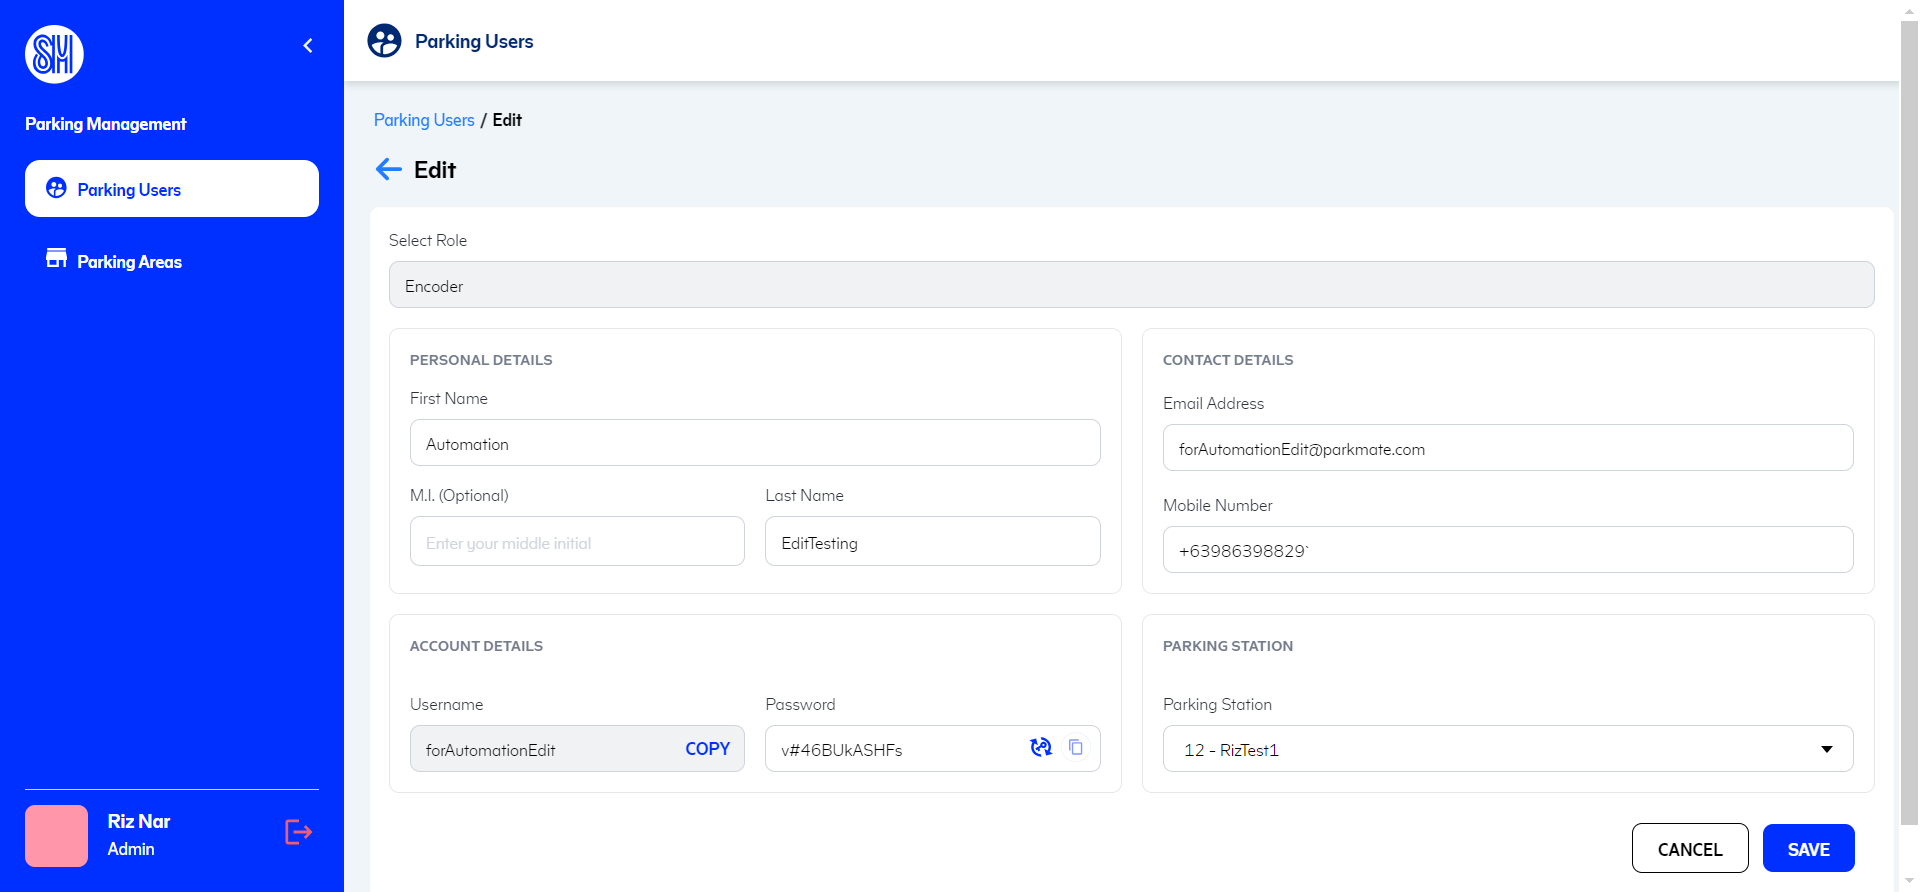 SM
Parking Management
Parking Users
Parking Areas
Riz Nar
Admin
Parking Users
Parking Users / Edit
Edit
Select Role
Encoder
PERSONAL DETAILS
First Name
Automation
M.I. (Optional)
Last Name
Enter your middle initial
EditTesting
CONTACT DETAILS
Email Address
forAutomationEdit@parkmate.com
Mobile Number
+63986398829`
ACCOUNT DETAILS
Username
Password
forAutomationEdit
COPY
v#46BUkASHFs
PARKING STATION
Parking Station
12 - RizTest1
CANCEL
SAVE